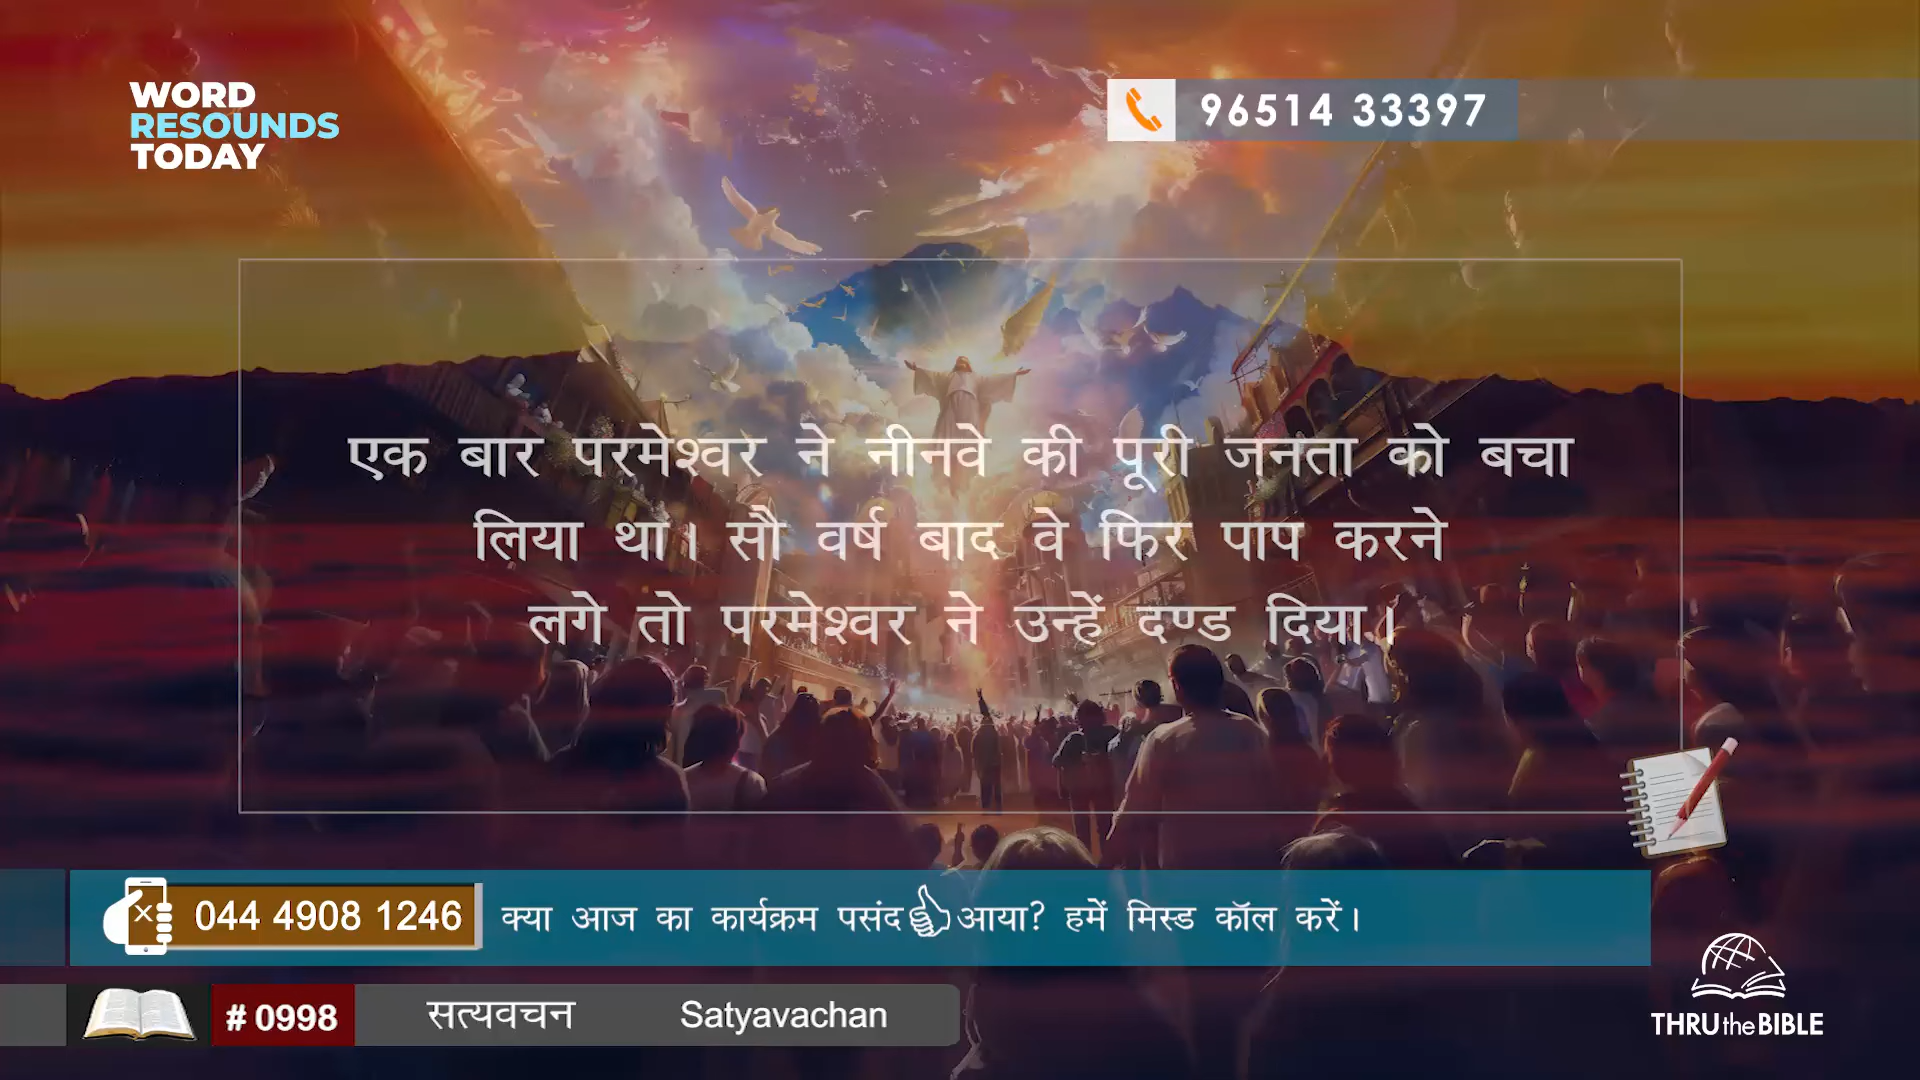 WORD
RESOUNDS
TODAY
96514 33397
एक बार परमेश्वर ने नीनवे की पूरी जनता को बचा
लिया था। सौ वर्ष बाद वे फिर पाप करने
लगे तो परमेश्वर ने उन्हें दण्ड दिया।
044 4908 1246 क्या आज का कार्यक्रम पसंद आया? हमें मिस्ड कॉल करें।
# 0998 सत्यवचन Satyavachan
THRU the BIBLE